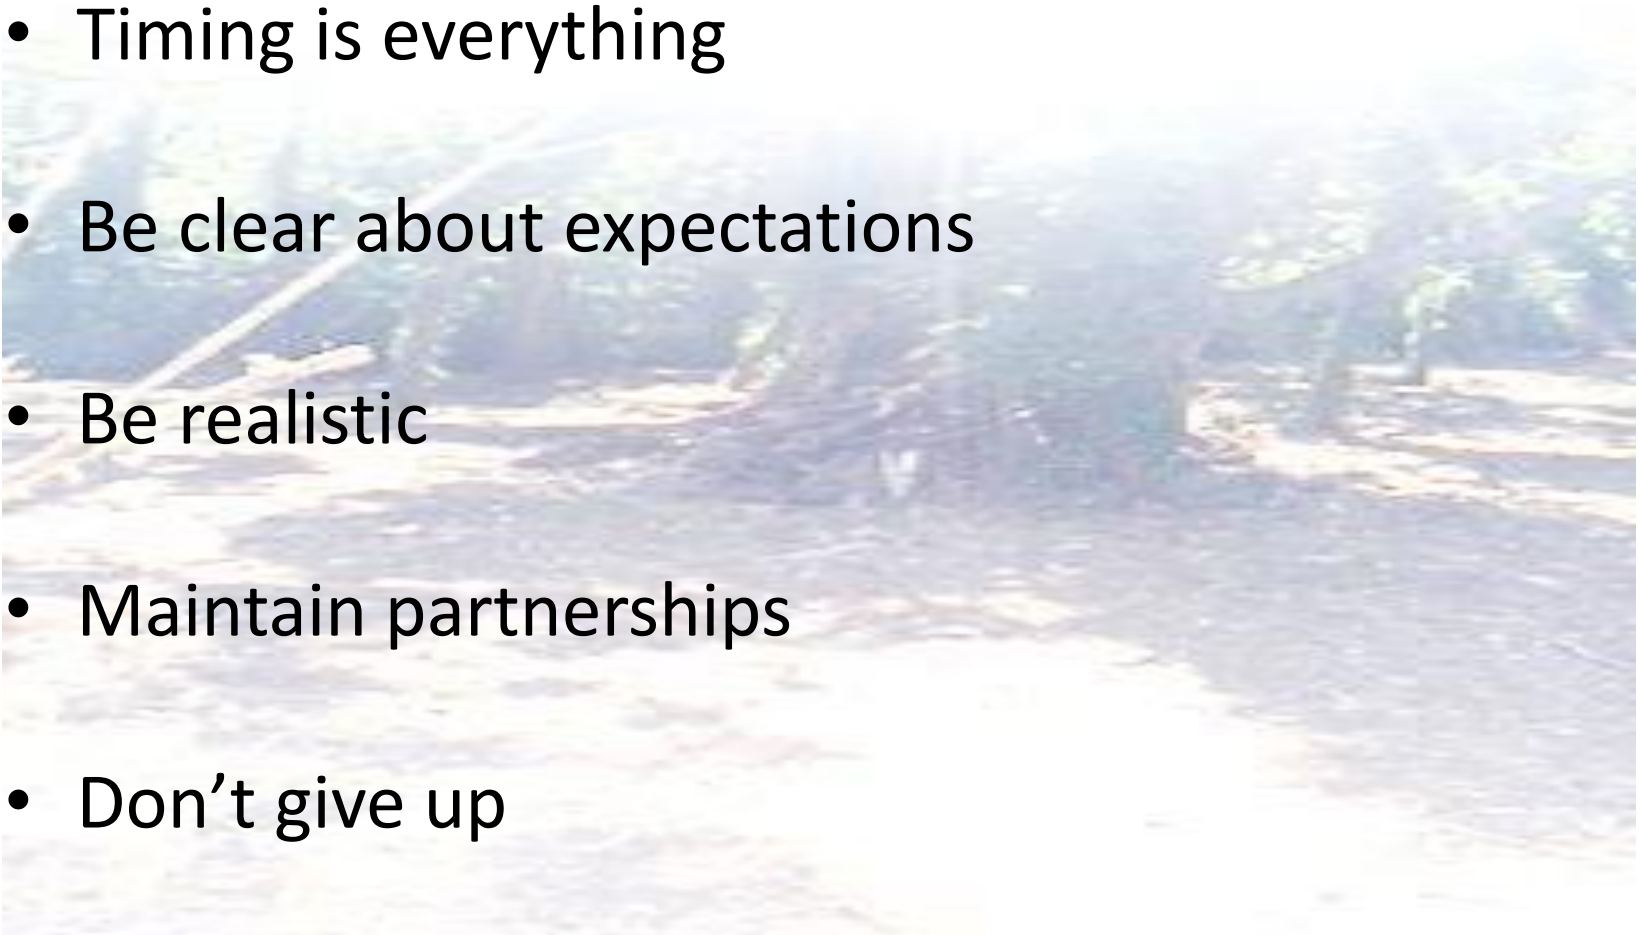 • Timing is everything
• Be clear about expectations
• Be realistic
• Maintain partnerships
• Don’t give up